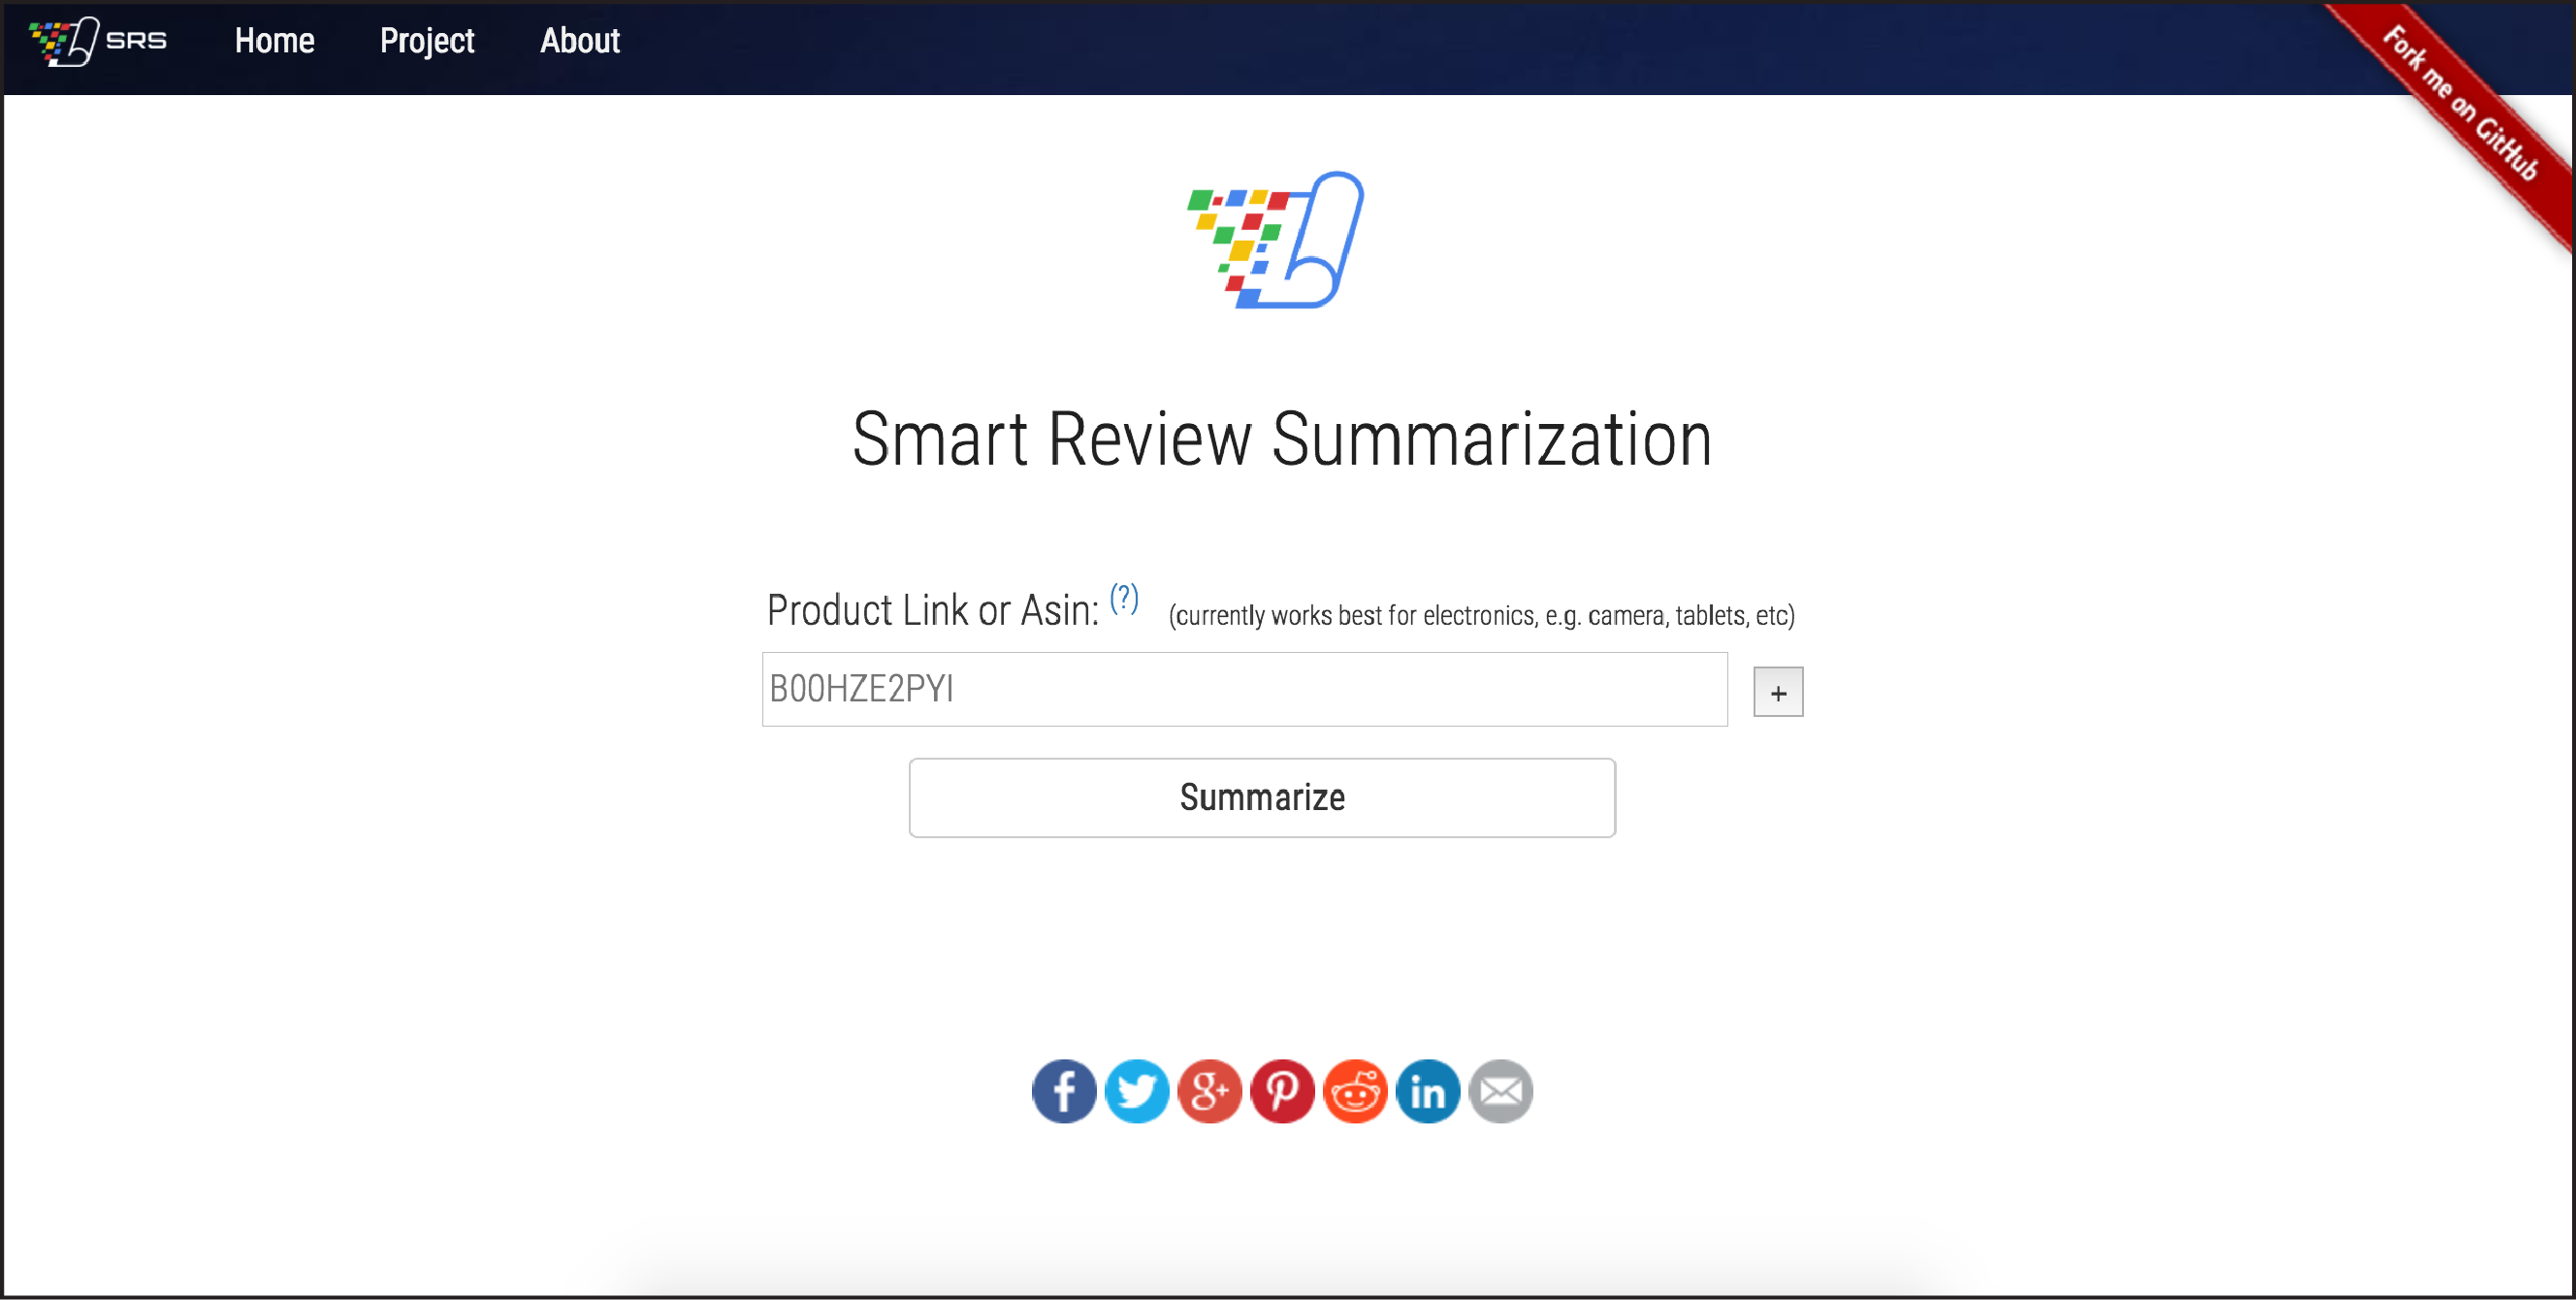 SRS Home Project About
Fork me on GitHub
Smart Review Summarization
Product Link or Asin: (?) (currently works best for electronics, e.g. camera, tablets, etc)
B00HZE2PYI
+
Summarize
f g+ in